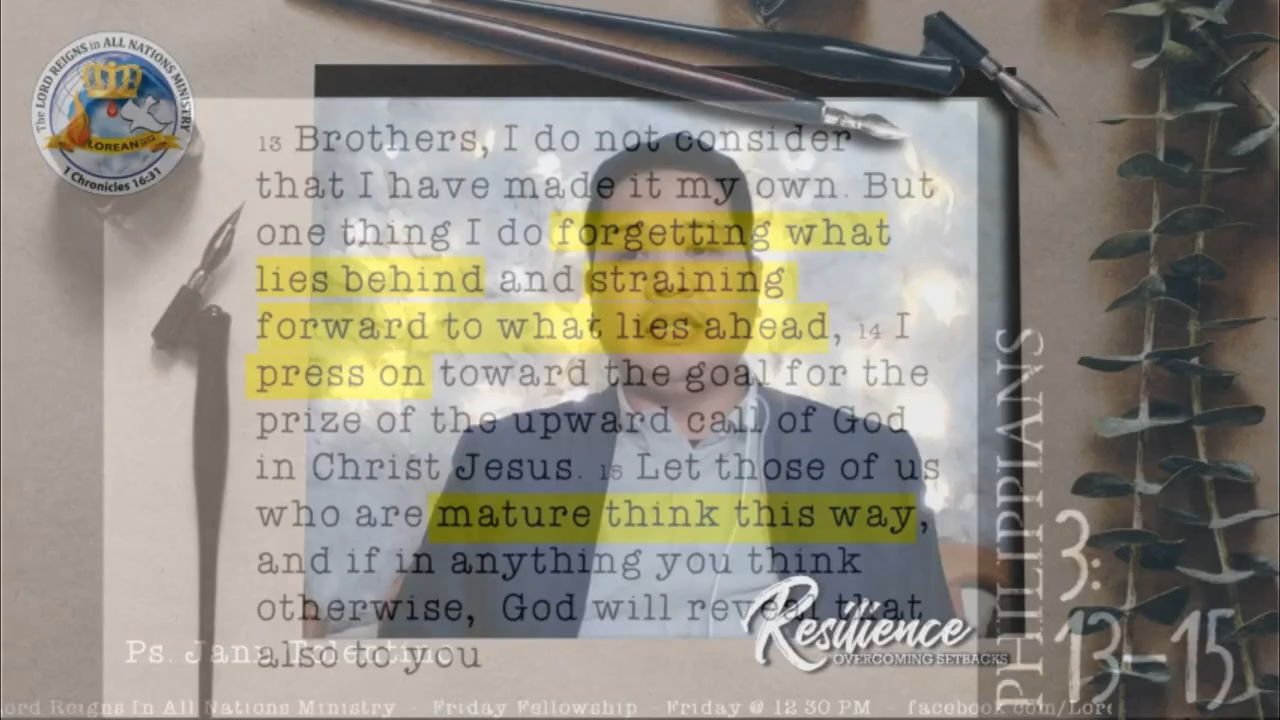 The LORD REIGNS in ALL NATIONS MINISTRY
LOREAN
1 Chronicles 16:31
13 Brothers, I do not consider
that I have made it my own. But
one thing I do forgetting what
lies behind and straining
forward to what lies ahead, 14 I
press on toward the goal for the
prize of the upward call of God
in Christ Jesus. 15 Let those of us
who are mature think this way,
and if in anything you think
otherwise, God will reveal that
also to you
PHILIPPIANS
3:
13-15
Resilience
OVERCOMING SETBACKS
Ps.
ord Reigns In All Nations Ministry - Friday Fellowship - Friday @ 12 30 PM - facebook com/Lor